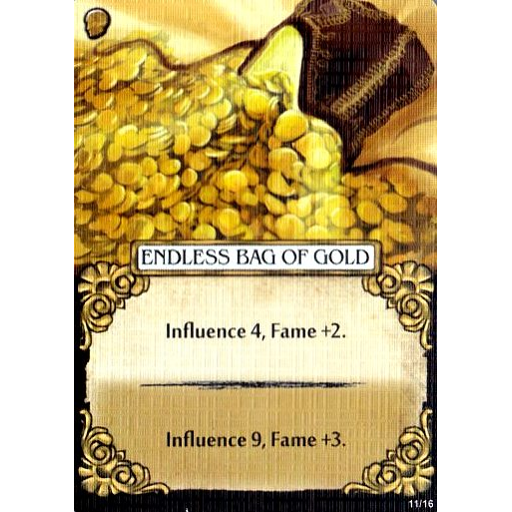 ENDLESS BAG OF GOLD
Influence 4, Fame +2.
Influence 9, Fame +3.
11/16